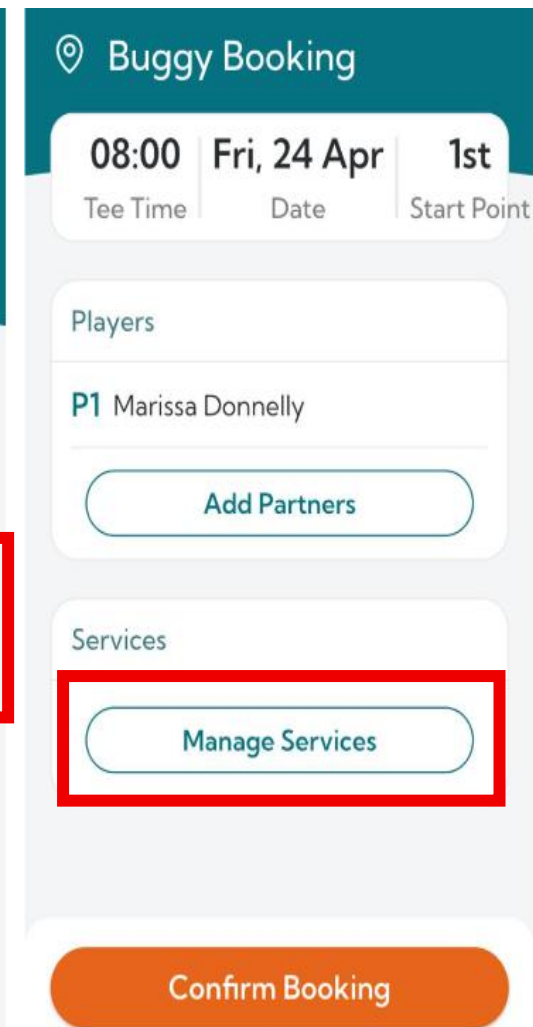 Buggy Booking
08:00 Fri, 24 Apr 1st
Tee Time Date Start Point
Players
P1 Marissa Donnelly
Add Partners
Services
Manage Services
Confirm Booking